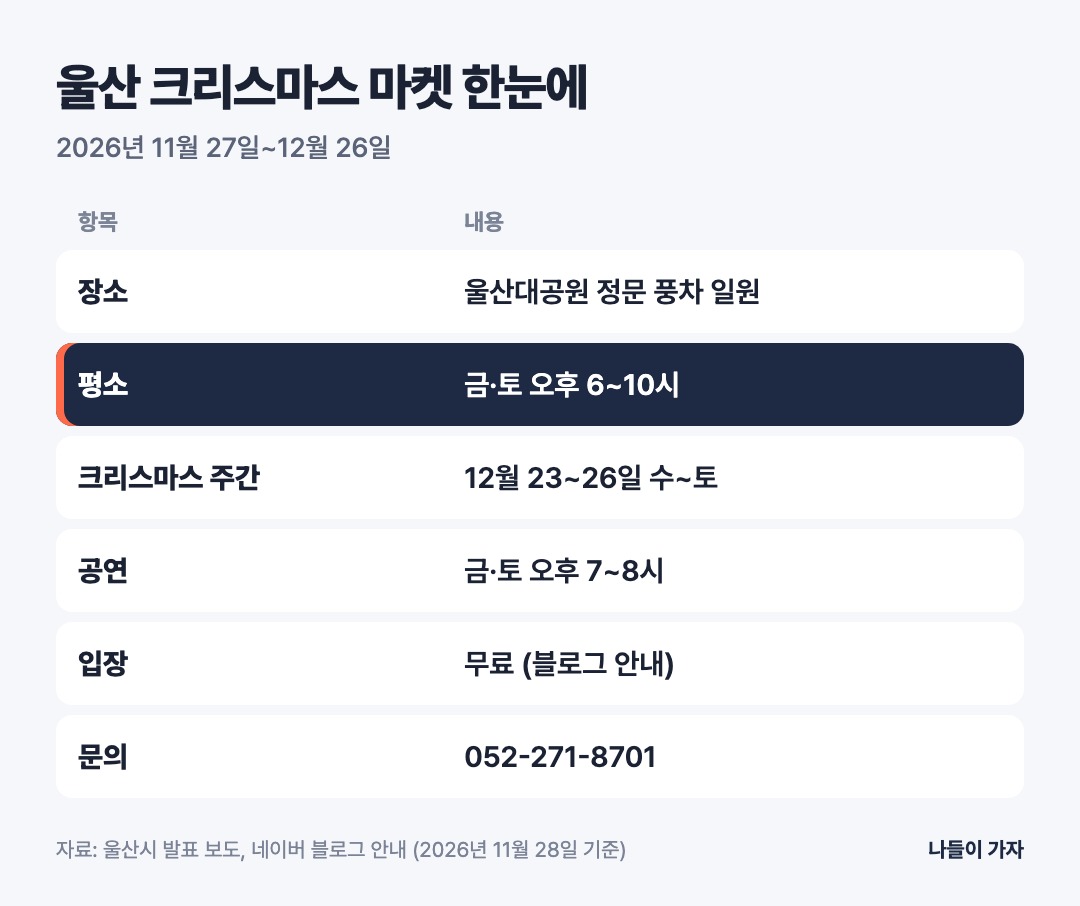 울산 크리스마스 마켓 한눈에
2026년 11월 27일~12월 26일
항목 내용
장소 울산대공원 정문 풍차 일원
평소 금·토 오후 6~10시
크리스마스 주간 12월 23~26일 수~토
공연 금·토 오후 7~8시
입장 무료 (블로그 안내)
문의 052-271-8701
자료: 울산시 발표 보도, 네이버 블로그 안내 (2026년 11월 28일 기준) 나들이 가자